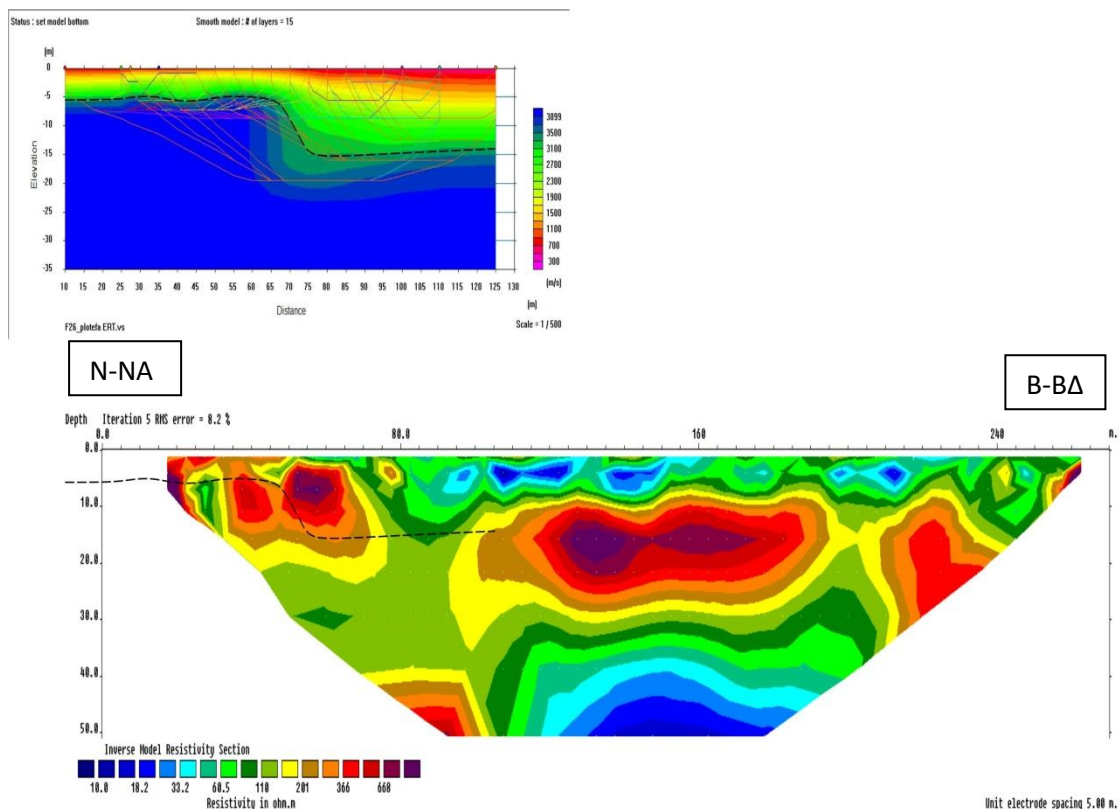 Status : set model bottom Smooth model : # of layers = 15
(m)
0
-5
-10
-15
-20
-25
-30
-35
Elevation
3899
3500
3100
2700
2300
1900
1500
1100
700
300
(m/s)
10 15 20 25 30 35 40 45 50 55 60 65 70 75 80 85 90 95 100 105 110 115 120 125 130
(m)
Distance
F26_plotefa ERT.vs Scale = 1 / 500
N-NA Β-ΒΔ
Depth Iteration 5 RMS error = 8.2 %
0.0 80.0 160 240 m.
0.0
10.0
20.0
30.0
40.0
50.0
Inverse Model Resistivity Section
10.0 18.2 33.2 60.5 110 201 366 668
Resistivity in ohm.m Unit electrode spacing 5.00 m.